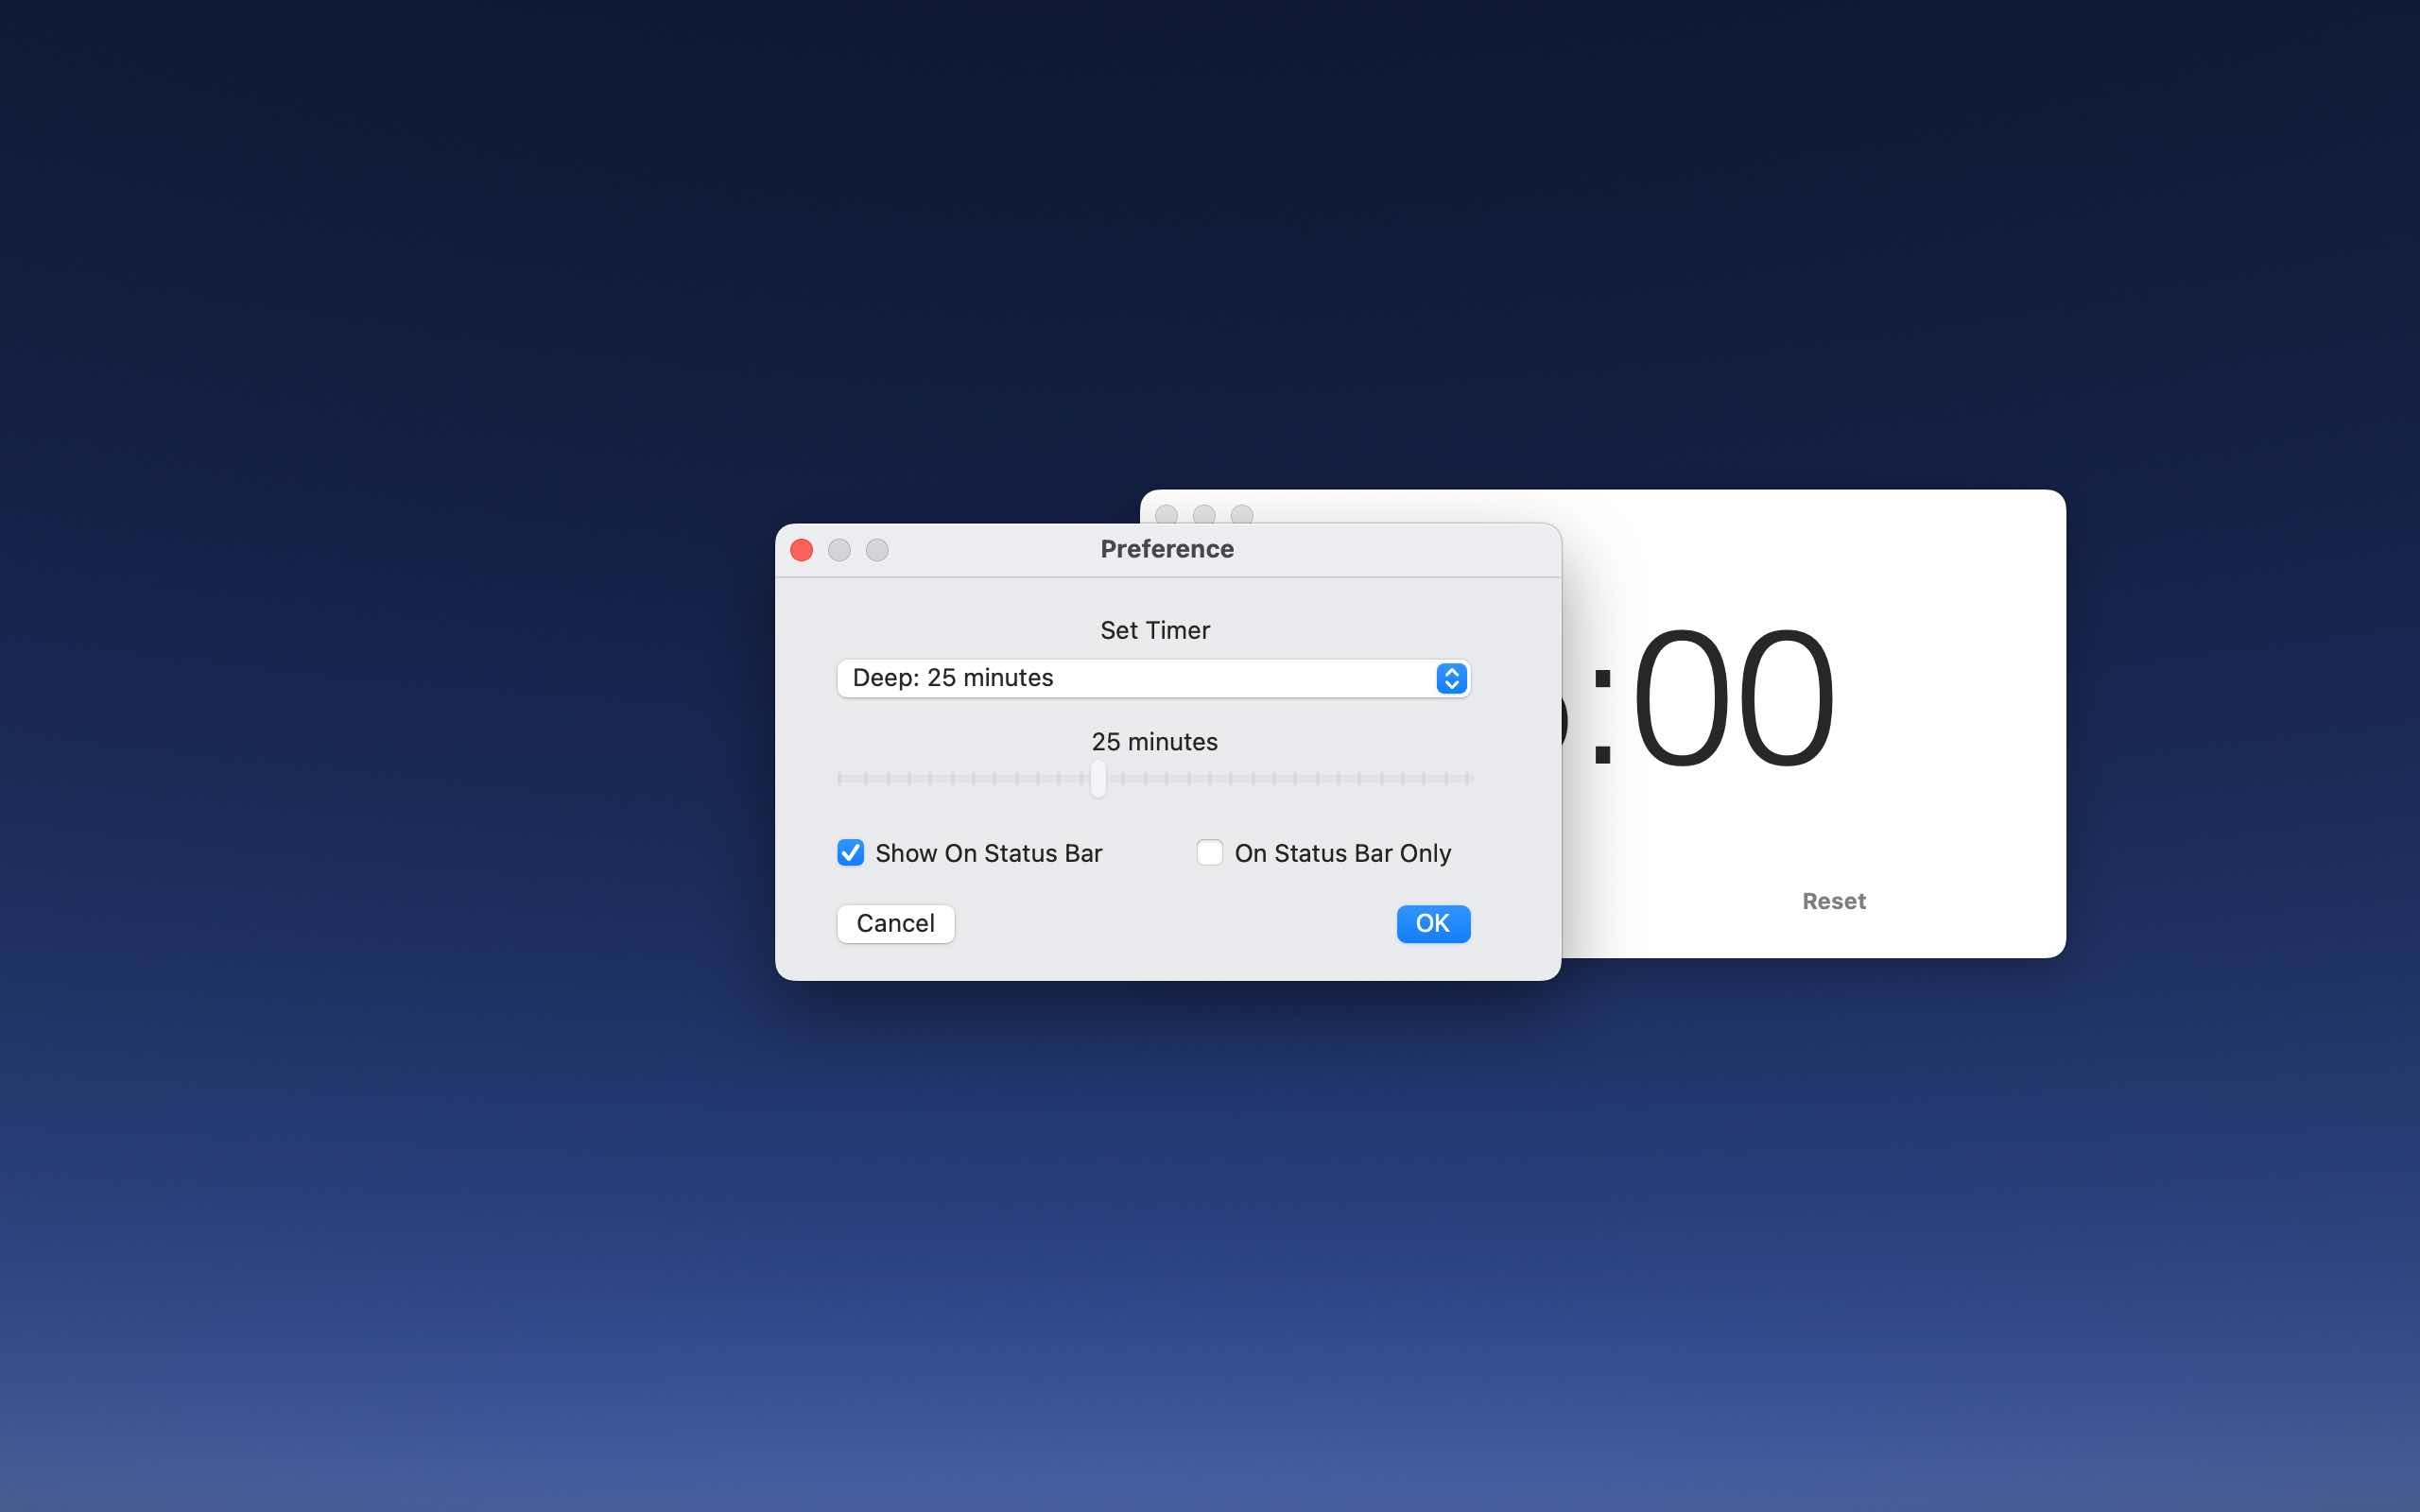 Preference
Set Timer
Deep: 25 minutes
25 minutes
Show On Status Bar
On Status Bar Only
Cancel
OK
:00
Reset